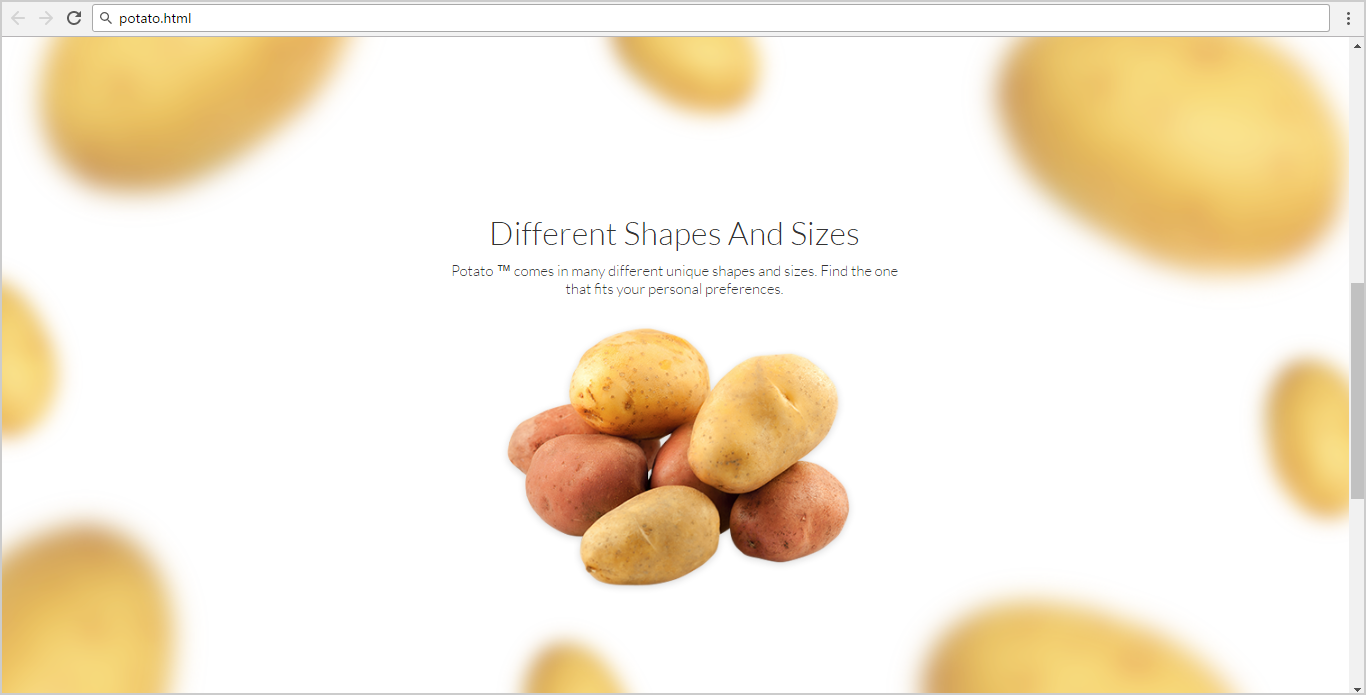 potato.html
Different Shapes And Sizes
Potato ™ comes in many different unique shapes and sizes. Find the one
that fits your personal preferences.